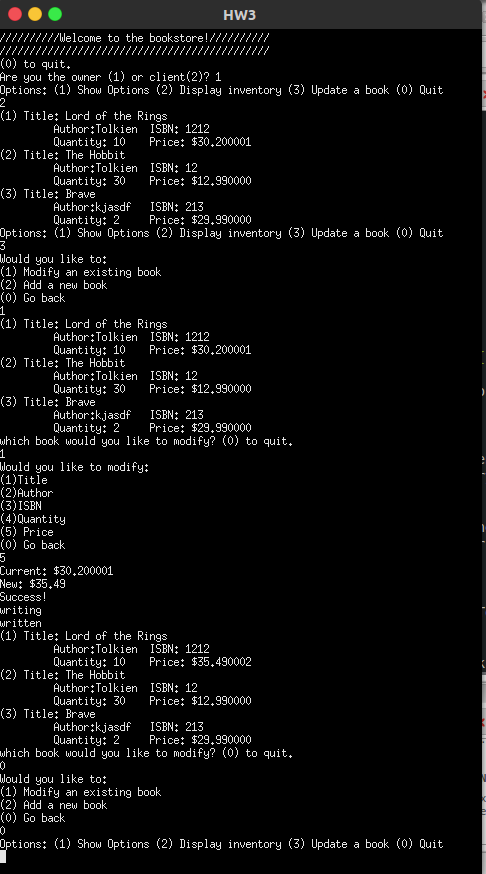 HW3
//////////Welcome to the bookstore!//////////
/////////////////////////////////////////////
(0) to quit.
Are you the owner (1) or client(2)? 1
Options: (1) Show Options (2) Display inventory (3) Update a book (0) Quit
2
(1) Title: Lord of the Rings
Author:Tolkien ISBN: 1212
Quantity: 10 Price: $30.200001
(2) Title: The Hobbit
Author:Tolkien ISBN: 12
Quantity: 30 Price: $12.990000
(3) Title: Brave
Author:kjasdf ISBN: 213
Quantity: 2 Price: $29.990000
Options: (1) Show Options (2) Display inventory (3) Update a book (0) Quit
3
Would you like to:
(1) Modify an existing book
(2) Add a new book
(0) Go back
1
(1) Title: Lord of the Rings
Author:Tolkien ISBN: 1212
Quantity: 10 Price: $30.200001
(2) Title: The Hobbit
Author:Tolkien ISBN: 12
Quantity: 30 Price: $12.990000
(3) Title: Brave
Author:kjasdf ISBN: 213
Quantity: 2 Price: $29.990000
which book would you like to modify? (0) to quit.
1
Would you like to modify:
(1)Title
(2)Author
(3)ISBN
(4)Quantity
(5) Price
(0) Go back
5
Current: $30.200001
New: $35.49
Success!
writing
written
(1) Title: Lord of the Rings
Author:Tolkien ISBN: 1212
Quantity: 10 Price: $35.490002
(2) Title: The Hobbit
Author:Tolkien ISBN: 12
Quantity: 30 Price: $12.990000
(3) Title: Brave
Author:kjasdf ISBN: 213
Quantity: 2 Price: $29.990000
which book would you like to modify? (0) to quit.
0
Would you like to:
(1) Modify an existing book
(2) Add a new book
(0) Go back
0
Options: (1) Show Options (2) Display inventory (3) Update a book (0) Quit